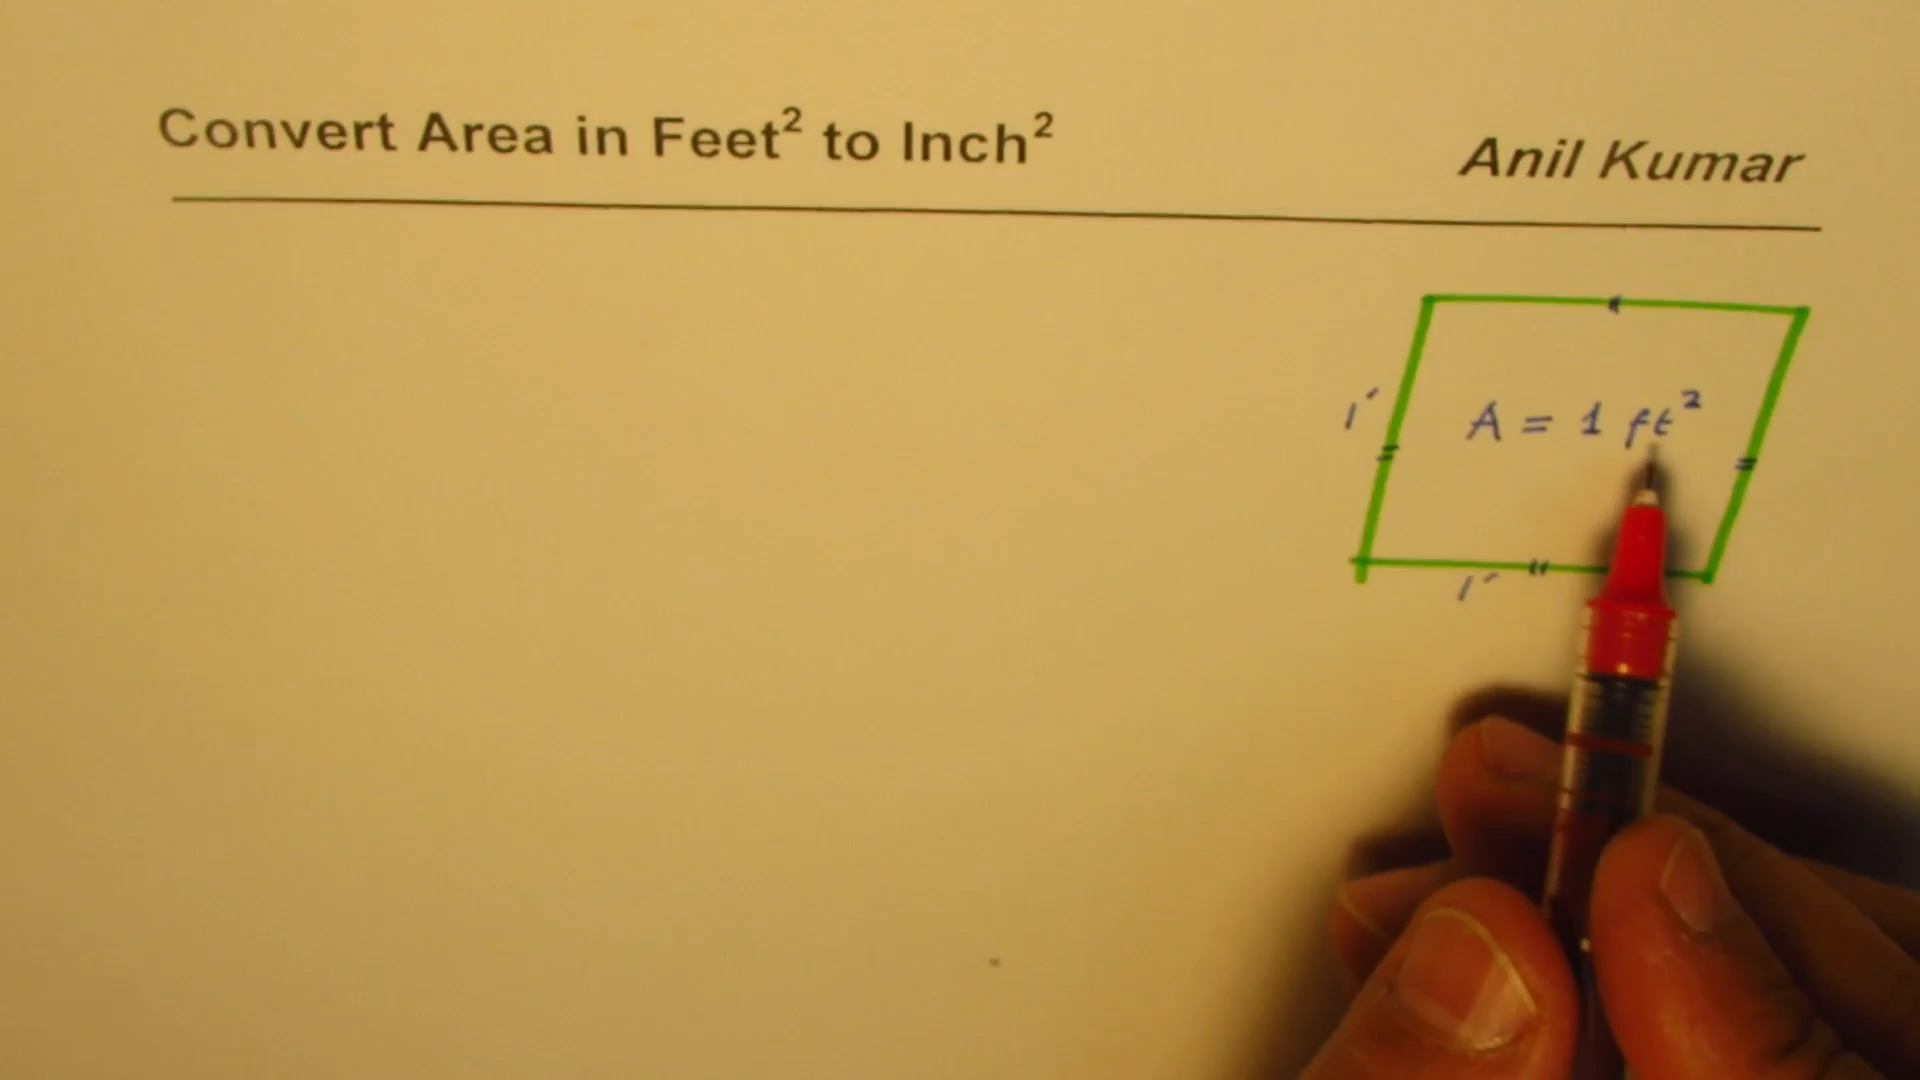 Convert Area in Feet² to Inch²
Anil Kumar
1'
A = 1 ft²
1'